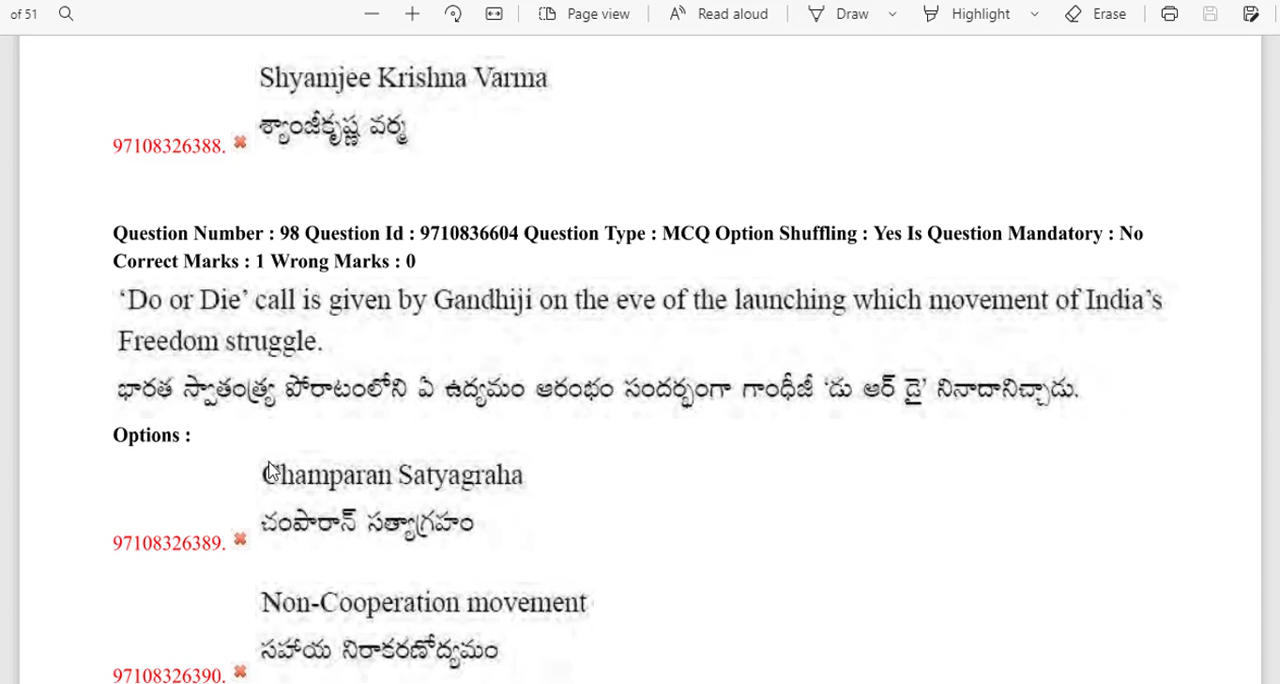 of 51 Page view Read aloud Draw Highlight Erase
Shyamjee Krishna Varma
శ్యాంజీకృష్ణ వర్మ
97108326388.
Question Number : 98 Question Id : 9710836604 Question Type : MCQ Option Shuffling : Yes Is Question Mandatory : No
Correct Marks : 1 Wrong Marks : 0
‘Do or Die’ call is given by Gandhiji on the eve of the launching which movement of India’s
Freedom struggle.
భారత స్వాతంత్ర్య పోరాటంలోని ఏ ఉద్యమం ఆరంభం సందర్భంగా గాంధీజీ ‘డు ఆర్ డై’ నినాదానిచ్చాడు.
Options :
Champaran Satyagraha
చంపారాన్ సత్యాగ్రహం
97108326389.
Non-Cooperation movement
సహాయ నిరాకరణోద్యమం
97108326390.